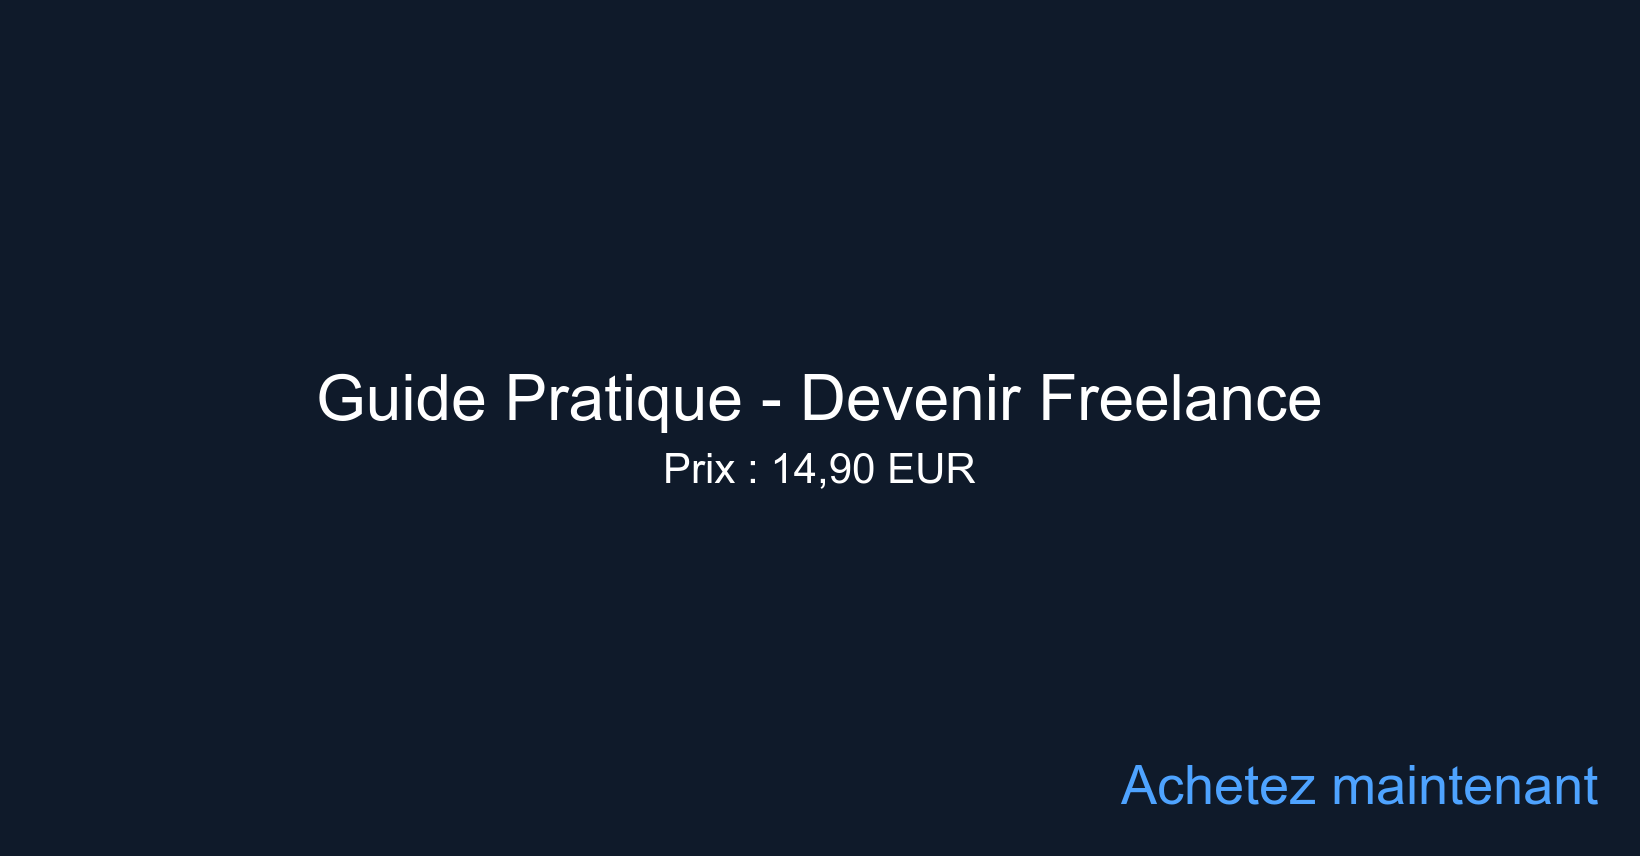 Guide Pratique - Devenir Freelance
Prix : 14,90 EUR
Achetez maintenant